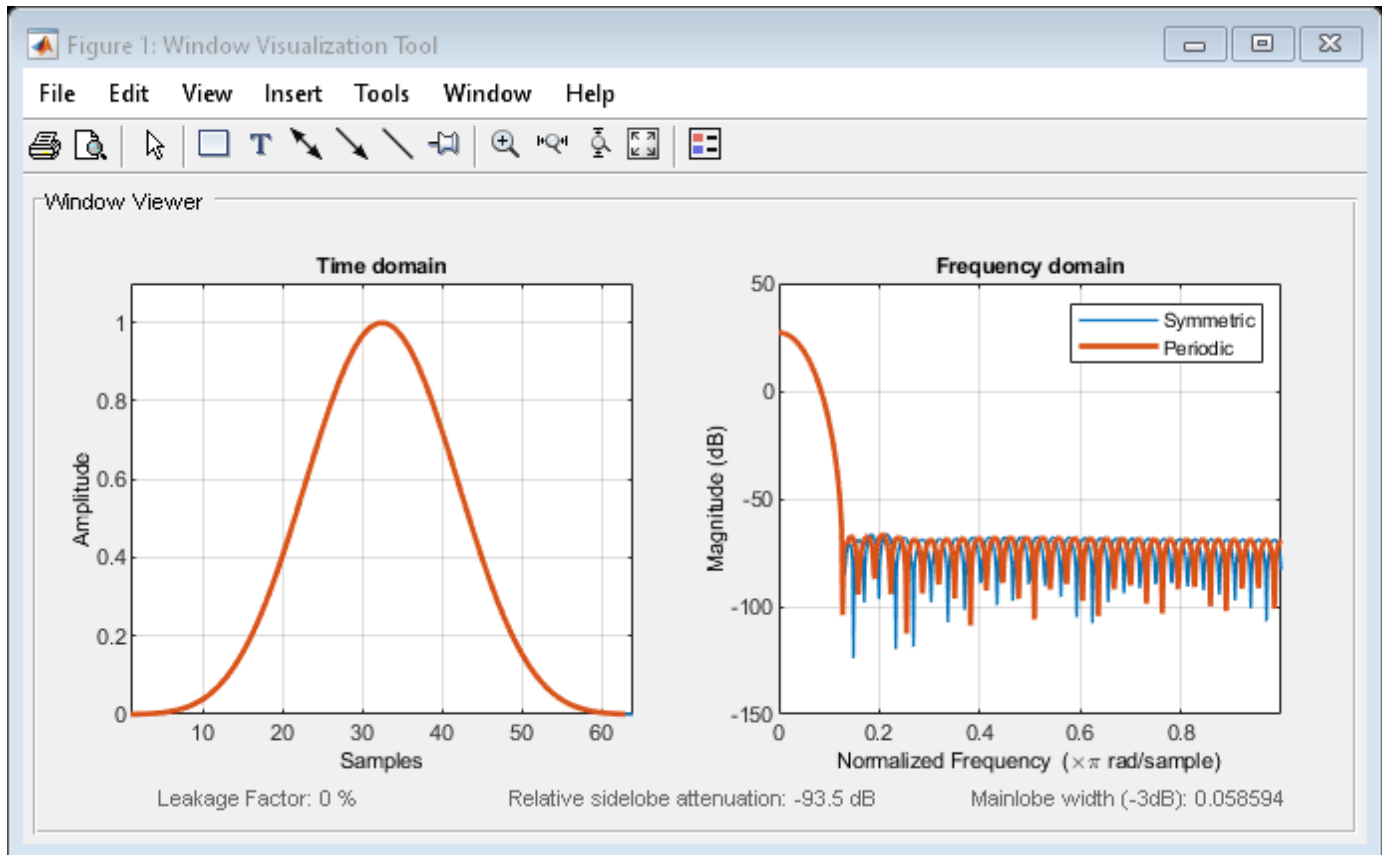 Figure 1: Window Visualization Tool
File Edit View Insert Tools Window Help
T
Window Viewer
Time domain
1
0.8
0.6
0.4
0.2
0
Amplitude
10 20 30 40 50 60
Samples
Frequency domain
50
0
-50
-100
-150
Magnitude (dB)
Symmetric
Periodic
0 0.2 0.4 0.6 0.8
Normalized Frequency (×π rad/sample)
Leakage Factor: 0 % Relative sidelobe attenuation: -93.5 dB Mainlobe width (-3dB): 0.058594